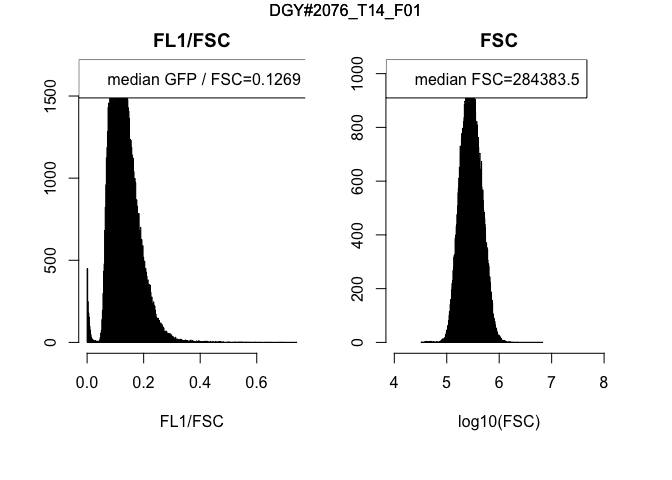 DGY#2076_T14_F01
FL1/FSC
median GFP / FSC=0.1269
1500
1000
500
0
0.0 0.2 0.4 0.6
FL1/FSC
FSC
median FSC=284383.5
1000
800
600
400
200
0
4 5 6 7 8
log10(FSC)